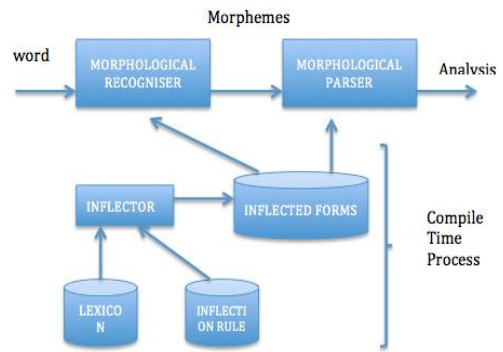 Morphemes
word
MORPHOLOGICAL
RECOGNISER
MORPHOLOGICAL
PARSER
Analysis
INFLECTOR
INFLECTED FORMS
Compile
Time
Process
LEXICO
N
INFLECTI
ON RULE